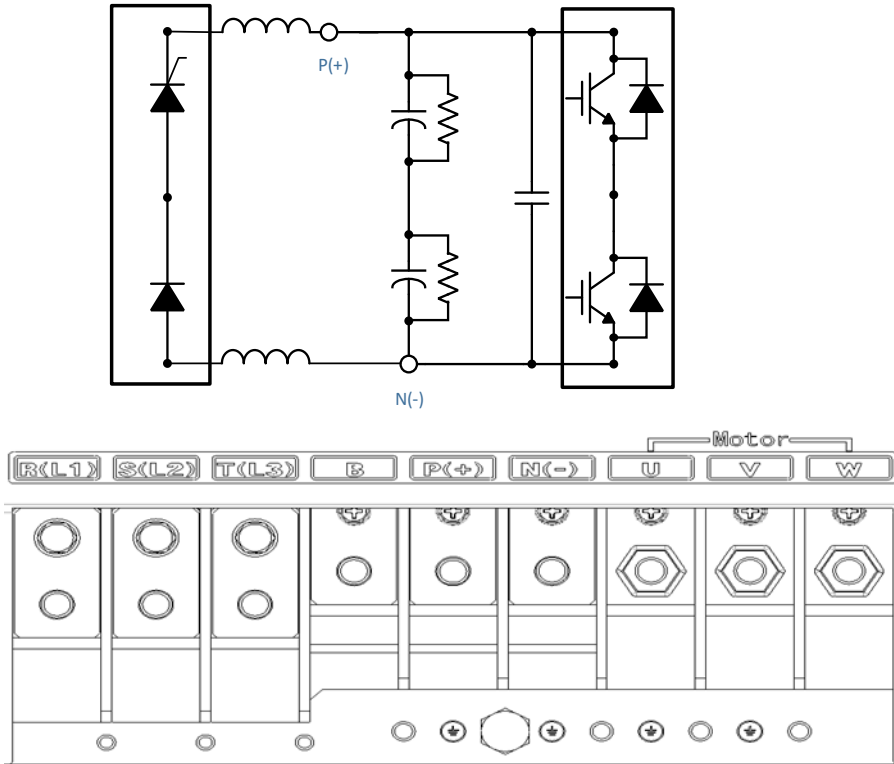 P(+)
N(-)
Motor
R(L1) S(L2) T(L3) B P(+) N(-) U V W